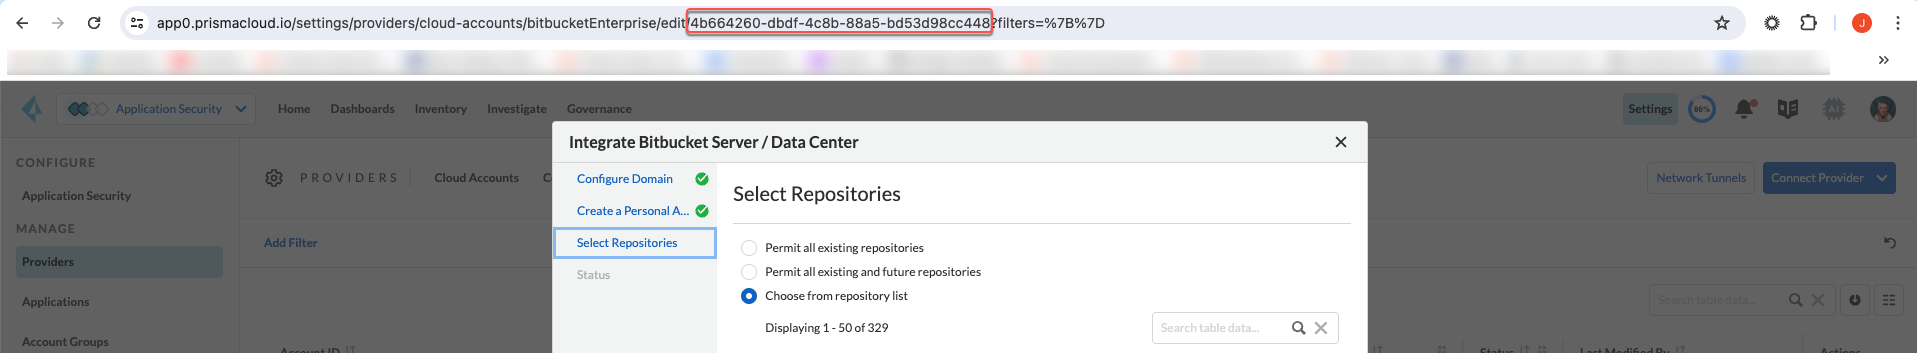 app0.prismacloud.io/settings/providers/cloud-accounts/bitbucketEnterprise/edit/4b664260-dbdf-4c8b-88a5-bd53d98cc448?filters=%7B%7D
J
Application Security
Home
Dashboards
Inventory
Investigate
Governance
Settings
86%
AI
Integrate Bitbucket Server / Data Center
CONFIGURE
Application Security
MANAGE
Providers
Applications
Account Groups
PROVIDERS
Cloud Accounts
Network Tunnels
Connect Provider
Add Filter
Configure Domain
Create a Personal A...
Select Repositories
Status
Select Repositories
Permit all existing repositories
Permit all existing and future repositories
Choose from repository list
Displaying 1 - 50 of 329
Search table data...
Search table data...
Account ID
Status
Last Modified By
Actions